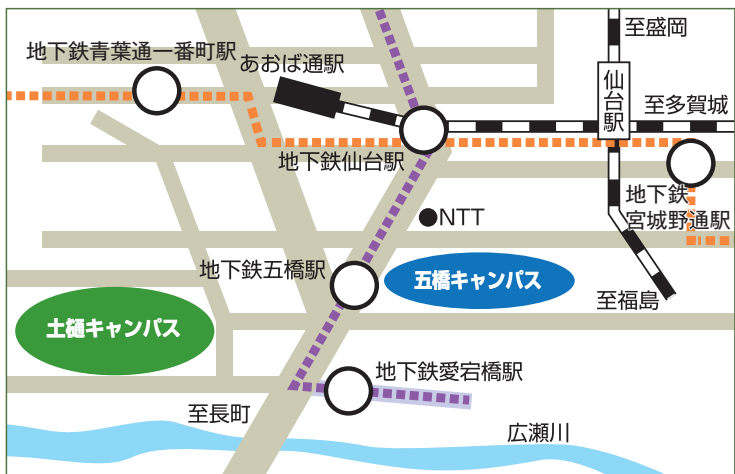 至盛岡
地下鉄青葉通一番町駅
あおば通駅
仙台駅
至多賀城
地下鉄仙台駅
地下鉄
宮城野通駅
NTT
地下鉄五橋駅
五橋キャンパス
至福島
土樋キャンパス
地下鉄愛宕橋駅
至長町
広瀬川